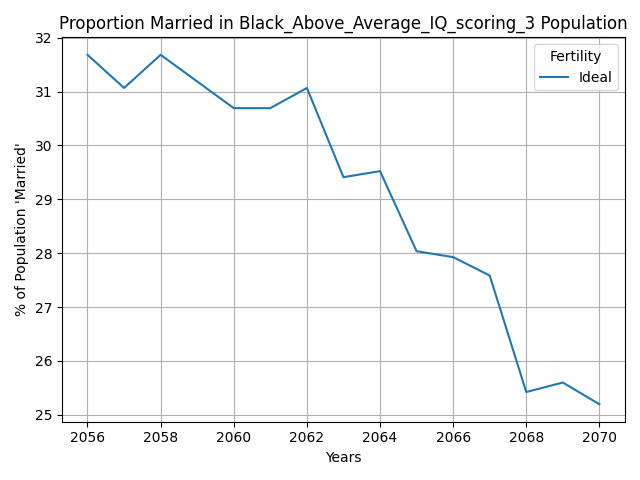 Proportion Married in Black_Above_Average_IQ_scoring_3 Population
Fertility
Ideal
% of Population 'Married'
32
31
30
29
28
27
26
25
2056 2058 2060 2062 2064 2066 2068 2070
Years